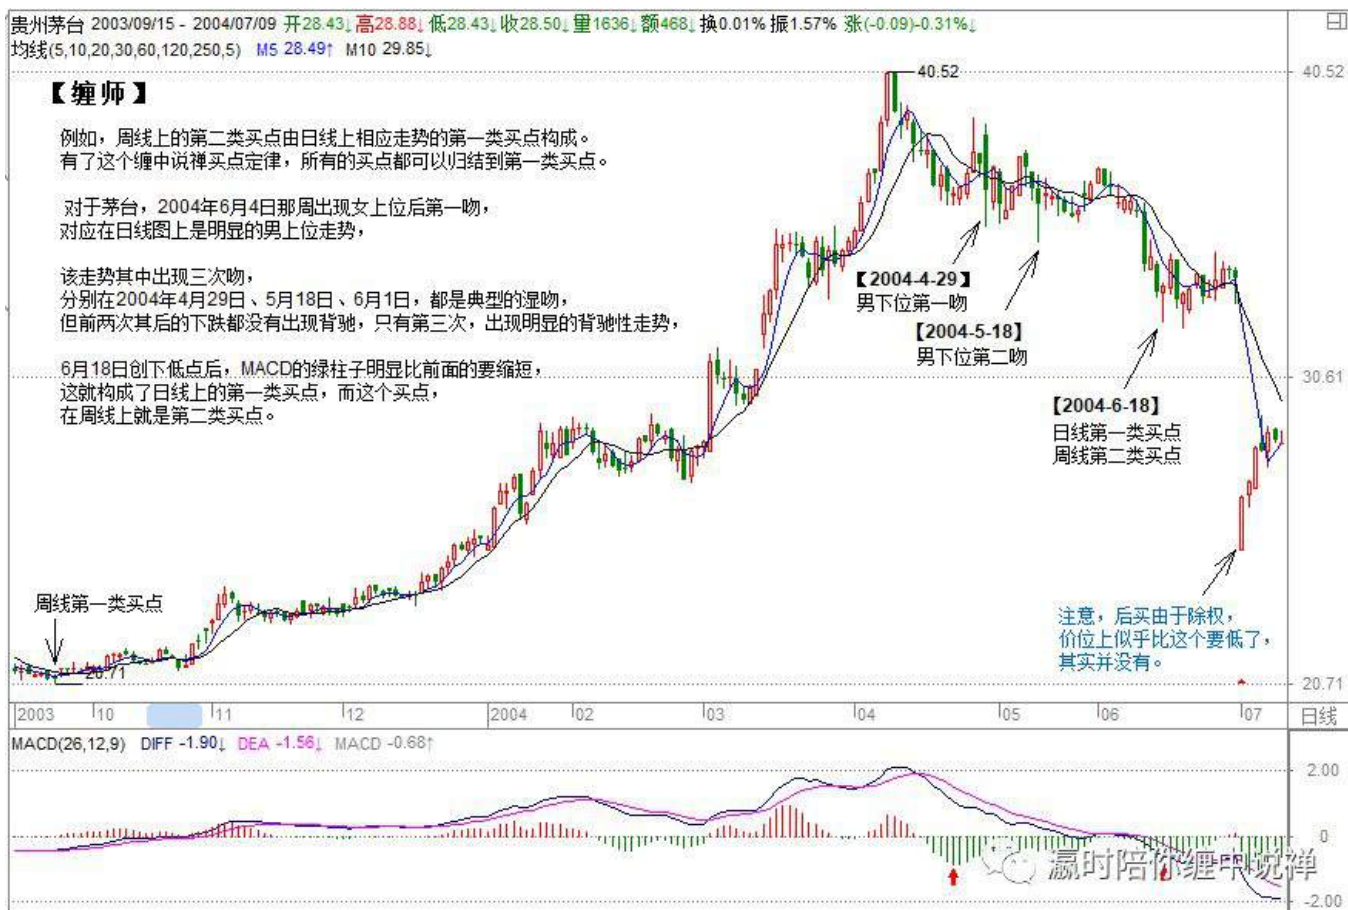 贵州茅台 2003/09/15 - 2004/07/09 开28.43↓高28.88↓低28.43↓收28.50↓量1636↓额468↓换0.01% 振1.57% 涨(-0.09)-0.31%↓
均线(5,10,20,30,60,120,250,5) M5 28.49↑ M10 29.85↓
40.52
40.52
【缠师】
例如，周线上的第二类买点由日线上相应走势的第一类买点构成。
有了这个缠中说禅买点定律，所有的买点都可以归结到第一类买点。
对于茅台，2004年6月4日那周出现女上位后第一吻，
对应在日线图上是明显的男上位走势，
该走势其中出现三次吻，
分别在2004年4月29日、5月18日、6月1日，都是典型的湿吻，
但前两次其后的下跌都没有出现背驰，只有第三次，出现明显的背驰性走势，
6月18日创下低点后，MACD的绿柱子明显比前面的要缩短，
这就构成了日线上的第一类买点，而这个买点，
在周线上就是第二类买点。
【2004-4-29】
男下位第一吻
【2004-5-18】
男下位第二吻
30.61
【2004-6-18】
日线第一类买点
周线第二类买点
周线第一类买点
注意，后买由于除权，
价位上似乎比这个要低了，
其实并没有。
20.71
20.71
2003 10 11 12 2004 02 03 04 05 06 07 日线
MACD(26,12,9) DIFF -1.90↓ DEA -1.56↓ MACD -0.68↑
2.00
0
瀛时陪你缠中说禅
-2.00